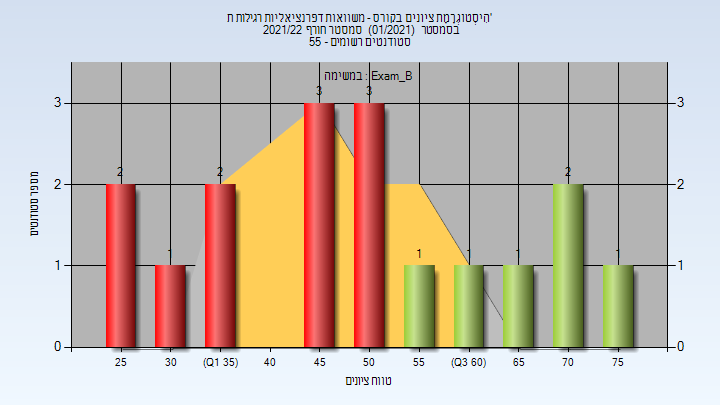 היסטוגרמת ציונים בקורס - משוואות דפרנציאליות רגילות ת'
בסמסטר (01/2021) סמסטר חורף 2021/22
סטודנטים רשומים - 55
במשימה : Exam_B
מספר סטודנטים
3 3
2 2
1 1
0 0
2 1 2 3 3 1 1 1 2 1
25 30 (Q1 35) 40 45 50 55 (Q3 60) 65 70 75
טווח ציונים